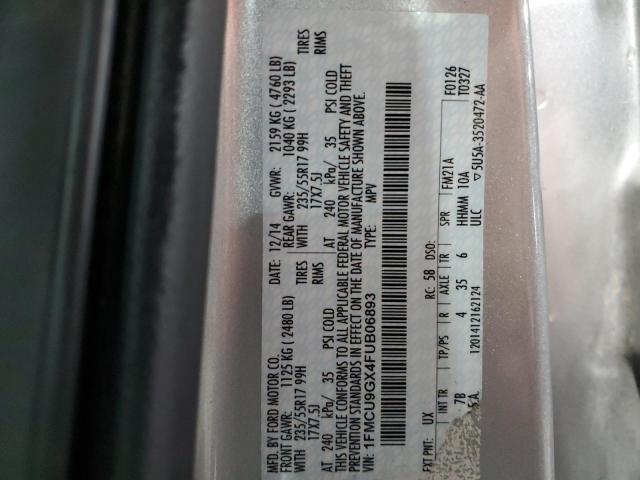 MFD. BY FORD MOTOR CO. DATE: 12/14 GVWR: 2159 KG ( 4760 LB)
FRONT GAWR: 1125 KG ( 2480 LB) REAR GAWR: 1040 KG ( 2293 LB)
WITH 235/55R17 99H TIRES WITH 235/55R17 99H TIRES
17X7.5J RIMS 17X7.5J RIMS
AT 240 kPa/ 35 PSI COLD AT 240 kPa/ 35 PSI COLD
THIS VEHICLE CONFORMS TO ALL APPLICABLE FEDERAL MOTOR VEHICLE SAFETY AND THEFT
PREVENTION STANDARDS IN EFFECT ON THE DATE OF MANUFACTURE SHOWN ABOVE.
VIN: 1FMCU9GX4FUB06893 TYPE: MPV
EXT PNT: UX RC: 5B DSO: F0126
T0327
INT TR TP/PS R AXLE TR SPR FM21A
7B 4 35 6 HHMM 10A
1201412162124 ULC ▽5U5A-3520472-AA